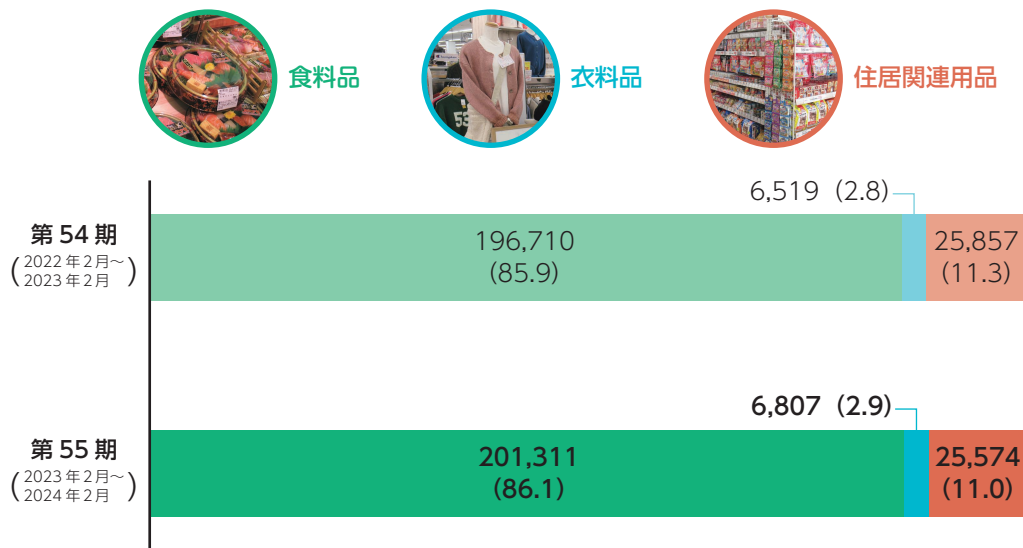 食料品
衣料品
住居関連用品
6,519（2.8）
第54期
（2022年2月～
2023年2月）
196,710
(85.9)
25,857
(11.3)
6,807（2.9）
第55期
（2023年2月～
2024年2月）
201,311
(86.1)
25,574
(11.0)
53